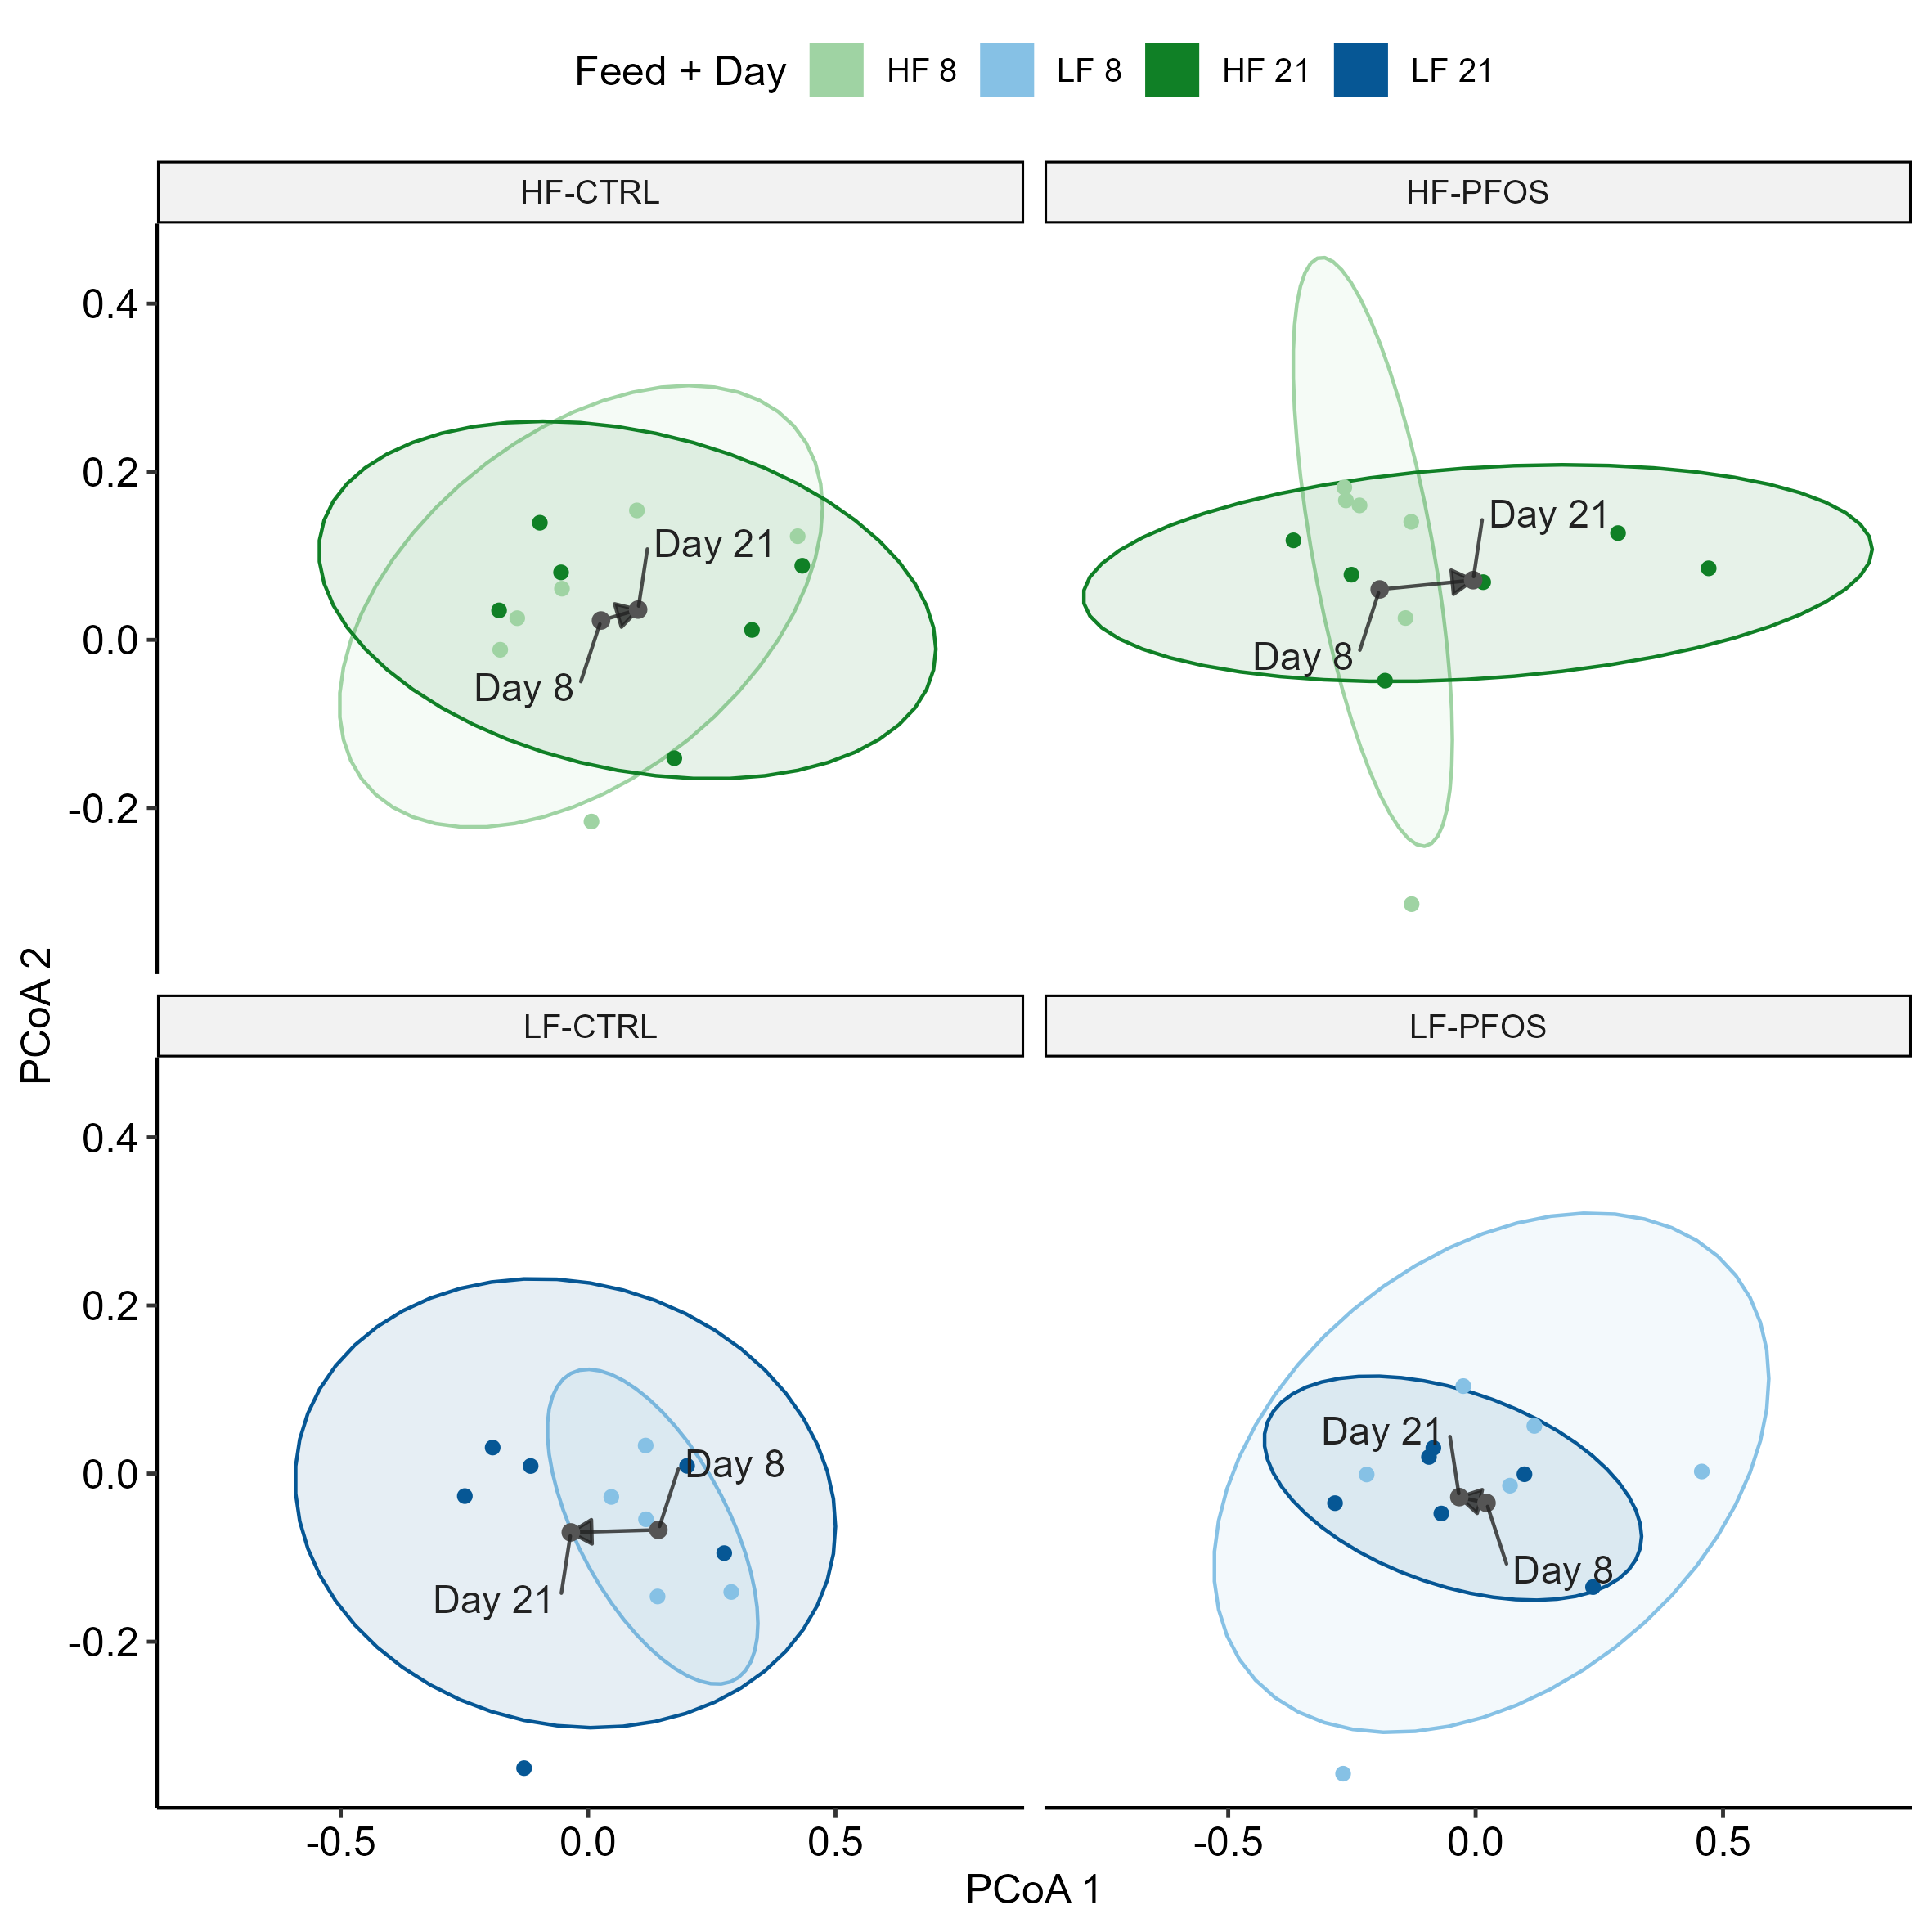 Feed + Day HF 8 LF 8 HF 21 LF 21
HF-CTRL
HF-PFOS
0.4
0.2
0.0
-0.2
Day 21
Day 8
Day 21
Day 8
PCoA 2
LF-CTRL
LF-PFOS
0.4
0.2
0.0
-0.2
Day 8
Day 21
Day 21
Day 8
-0.5 0.0 0.5
-0.5 0.0 0.5
PCoA 1